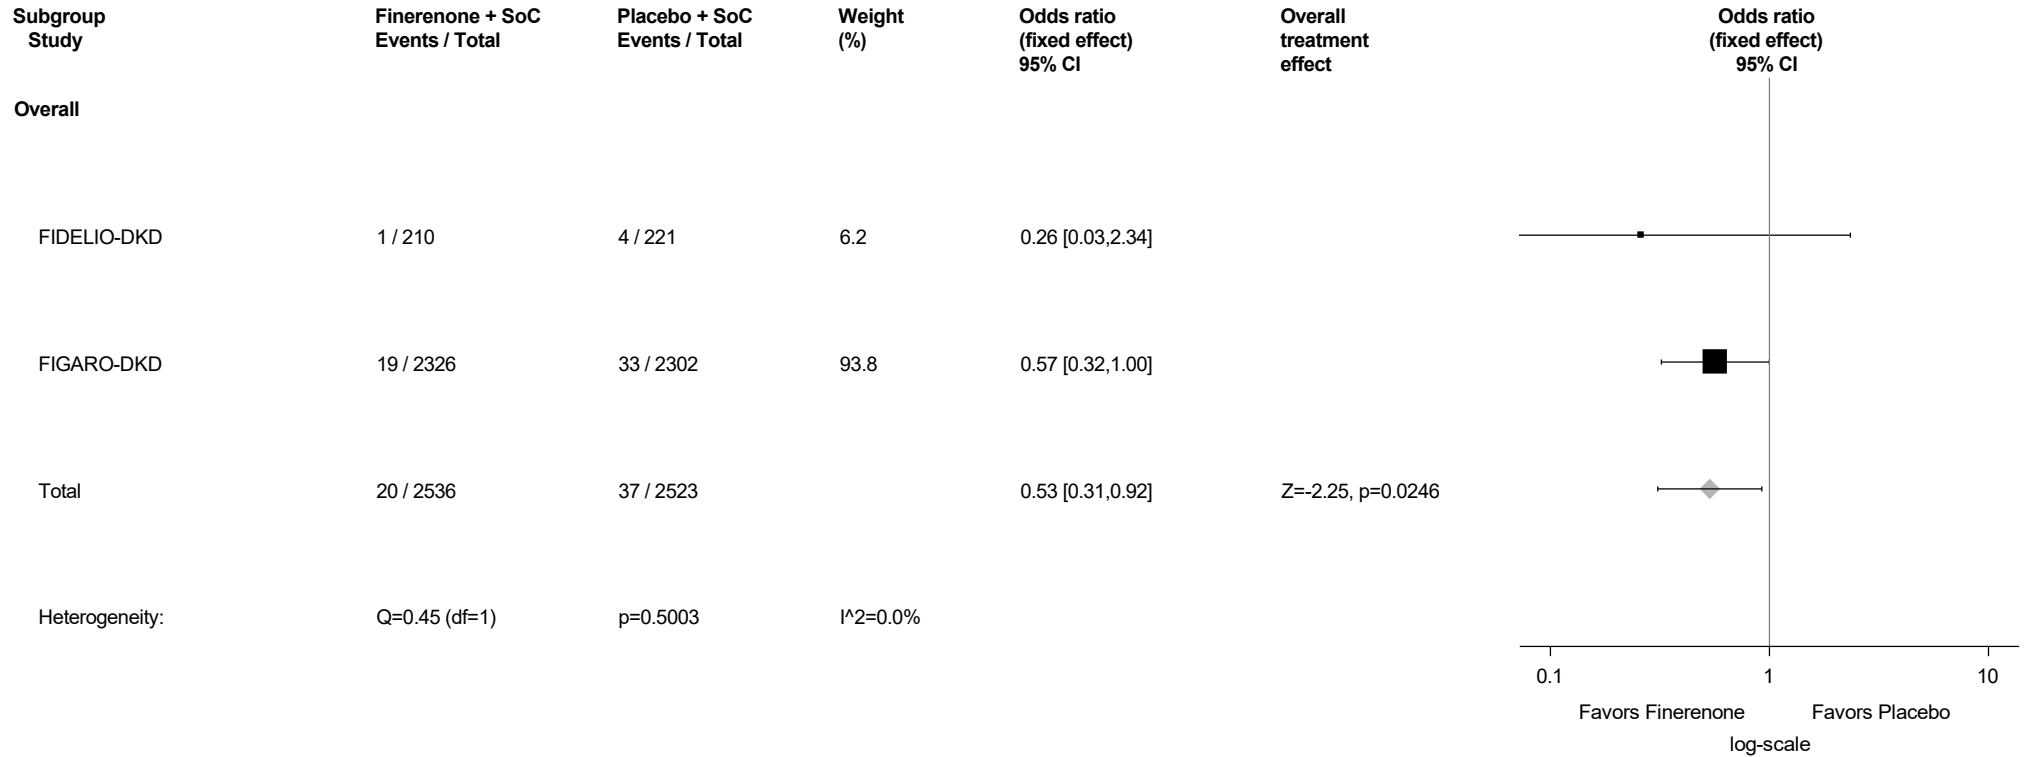 Subgroup Finerenone + SoC Placebo + SoC Weight Odds ratio Overall Odds ratio
Study Events / Total Events / Total (%) (fixed effect) treatment (fixed effect)
95% CI effect 95% CI
Overall
FIDELIO-DKD 1 / 210 4 / 221 6.2 0.26 [0.03,2.34]
FIGARO-DKD 19 / 2326 33 / 2302 93.8 0.57 [0.32,1.00]
Total 20 / 2536 37 / 2523 0.53 [0.31,0.92] Z=-2.25, p=0.0246
Heterogeneity: Q=0.45 (df=1) p=0.5003 I^2=0.0%
0.1 1 10
Favors Finerenone Favors Placebo
log-scale